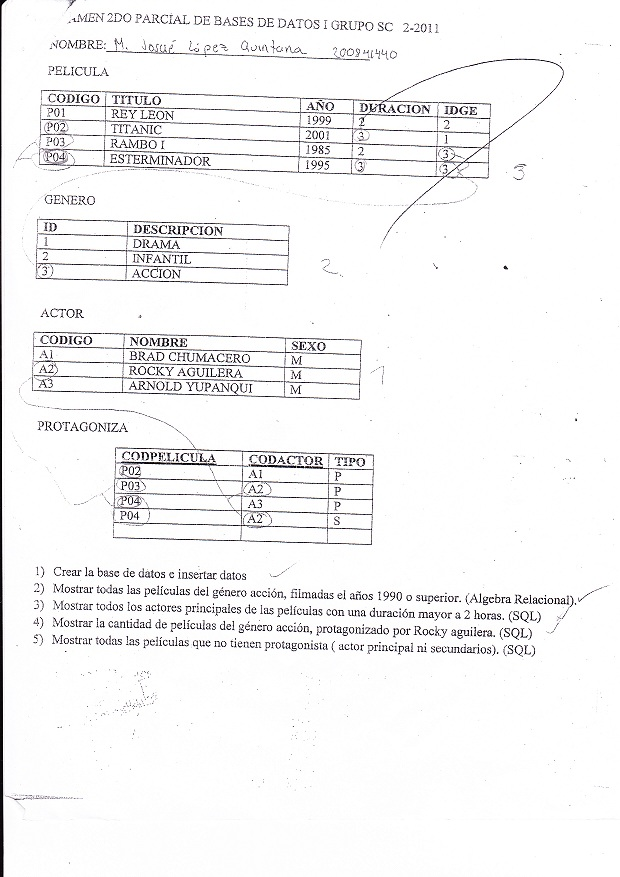 AMEN 2DO PARCIAL DE BASES DE DATOS I GRUPO SC 2-2011
NOMBRE: M. Josué López Quintana 200941440
PELICULA
CODIGO TITULO AÑO DURACION IDGE
P01 REY LEON 1999 2 2
P02 TITANIC 2001 3 1
P03 RAMBO I 1985 2 3
P04 ESTERMINADOR 1995 3 3
3
GENERO
ID DESCRIPCION
1 DRAMA
2 INFANTIL
3 ACCION
2
ACTOR
CODIGO NOMBRE SEXO
A1 BRAD CHUMACERO M
A2 ROCKY AGUILERA M
A3 ARNOLD YUPANQUI M
1
PROTAGONIZA
CODPELICULA CODACTOR TIPO
P02 A1 P
P03 A2 P
P04 A3 P
P04 A2 S
1) Crear la base de datos e insertar datos
2) Mostrar todas las películas del género acción, filmadas el años 1990 o superior. (Algebra Relacional).
3) Mostrar todos los actores principales de las películas con una duración mayor a 2 horas. (SQL)
4) Mostrar la cantidad de películas del género acción, protagonizado por Rocky aguilera. (SQL)
5) Mostrar todas las películas que no tienen protagonista ( actor principal ni secundarios). (SQL)